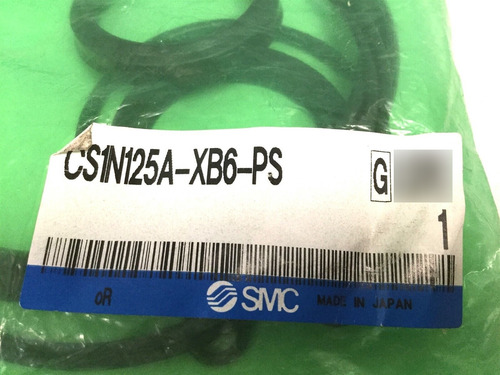 CS1N125A-XB6-PS
G
1
oR SMC MADE IN JAPAN